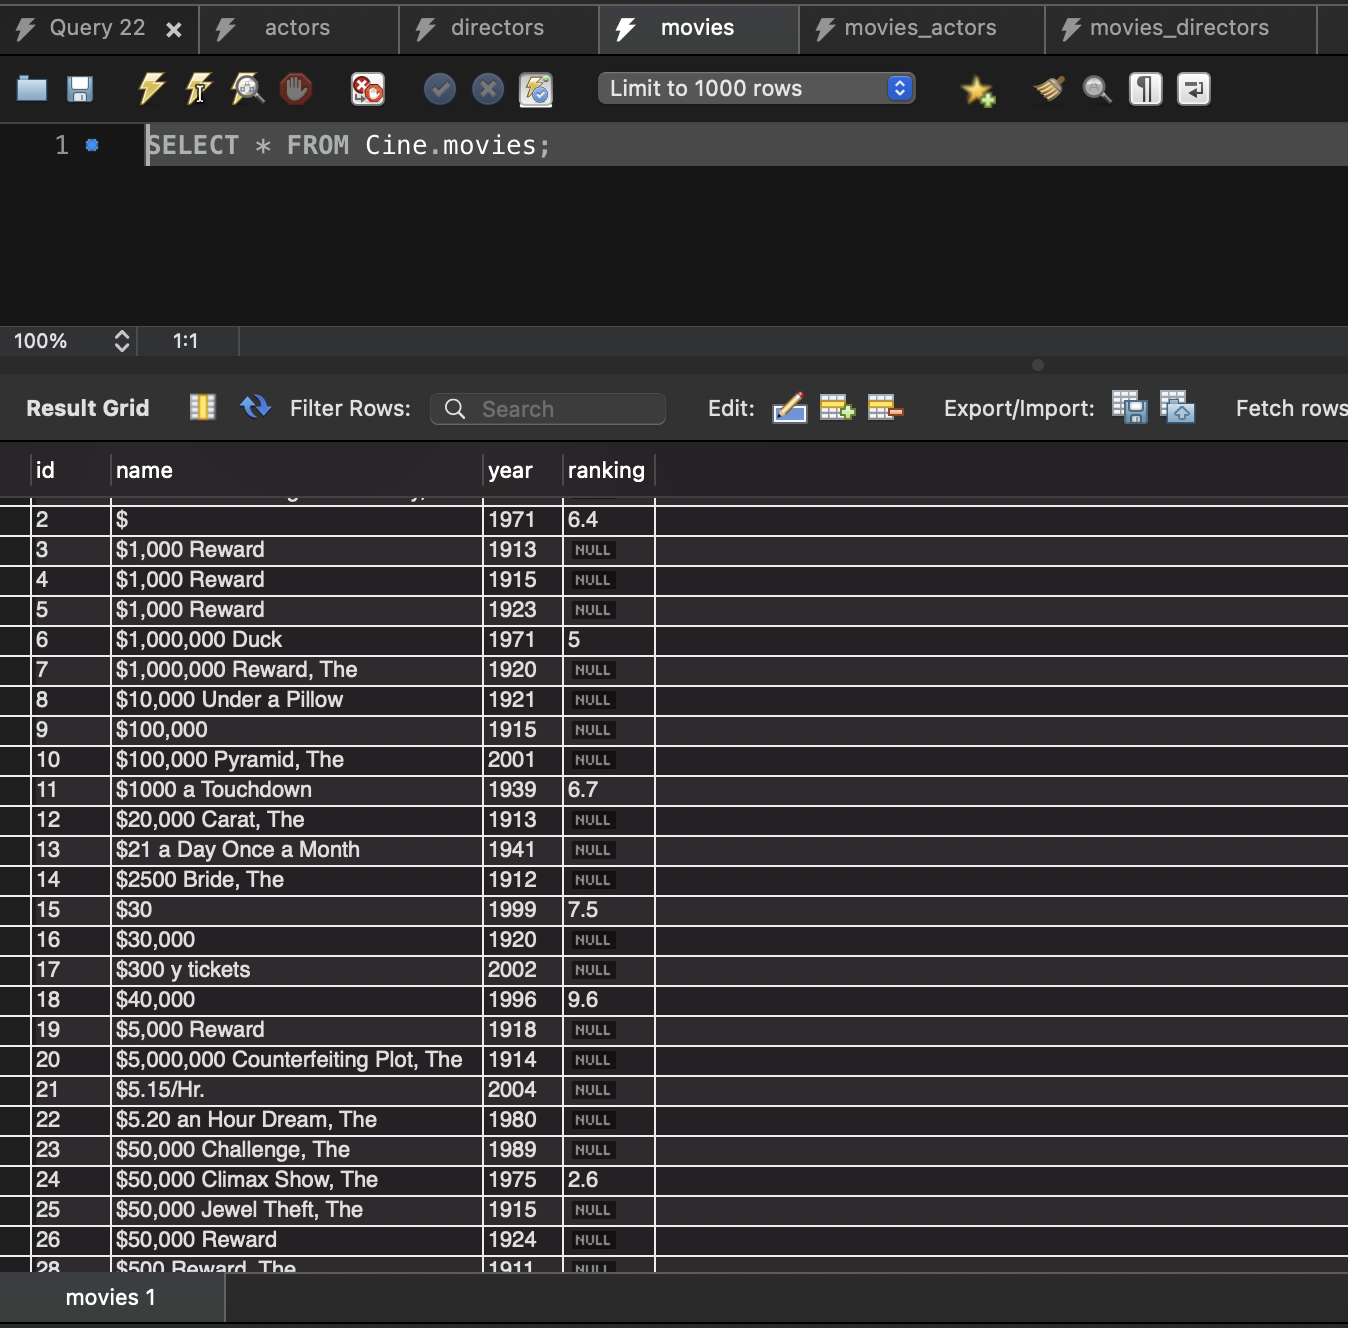 Query 22 actors directors movies movies_actors movies_directors
Limit to 1000 rows
1 SELECT * FROM Cine.movies;
100% 1:1
Result Grid Filter Rows: Search Edit: Export/Import: Fetch rows
id name year ranking
2 $ 1971 6.4
3 $1,000 Reward 1913 NULL
4 $1,000 Reward 1915 NULL
5 $1,000 Reward 1923 NULL
6 $1,000,000 Duck 1971 5
7 $1,000,000 Reward, The 1920 NULL
8 $10,000 Under a Pillow 1921 NULL
9 $100,000 1915 NULL
10 $100,000 Pyramid, The 2001 NULL
11 $1000 a Touchdown 1939 6.7
12 $20,000 Carat, The 1913 NULL
13 $21 a Day Once a Month 1941 NULL
14 $2500 Bride, The 1912 NULL
15 $30 1999 7.5
16 $30,000 1920 NULL
17 $300 y tickets 2002 NULL
18 $40,000 1996 9.6
19 $5,000 Reward 1918 NULL
20 $5,000,000 Counterfeiting Plot, The 1914 NULL
21 $5.15/Hr. 2004 NULL
22 $5.20 an Hour Dream, The 1980 NULL
23 $50,000 Challenge, The 1989 NULL
24 $50,000 Climax Show, The 1975 2.6
25 $50,000 Jewel Theft, The 1915 NULL
26 $50,000 Reward 1924 NULL
28 $500 Reward, The 1911 NULL
movies 1